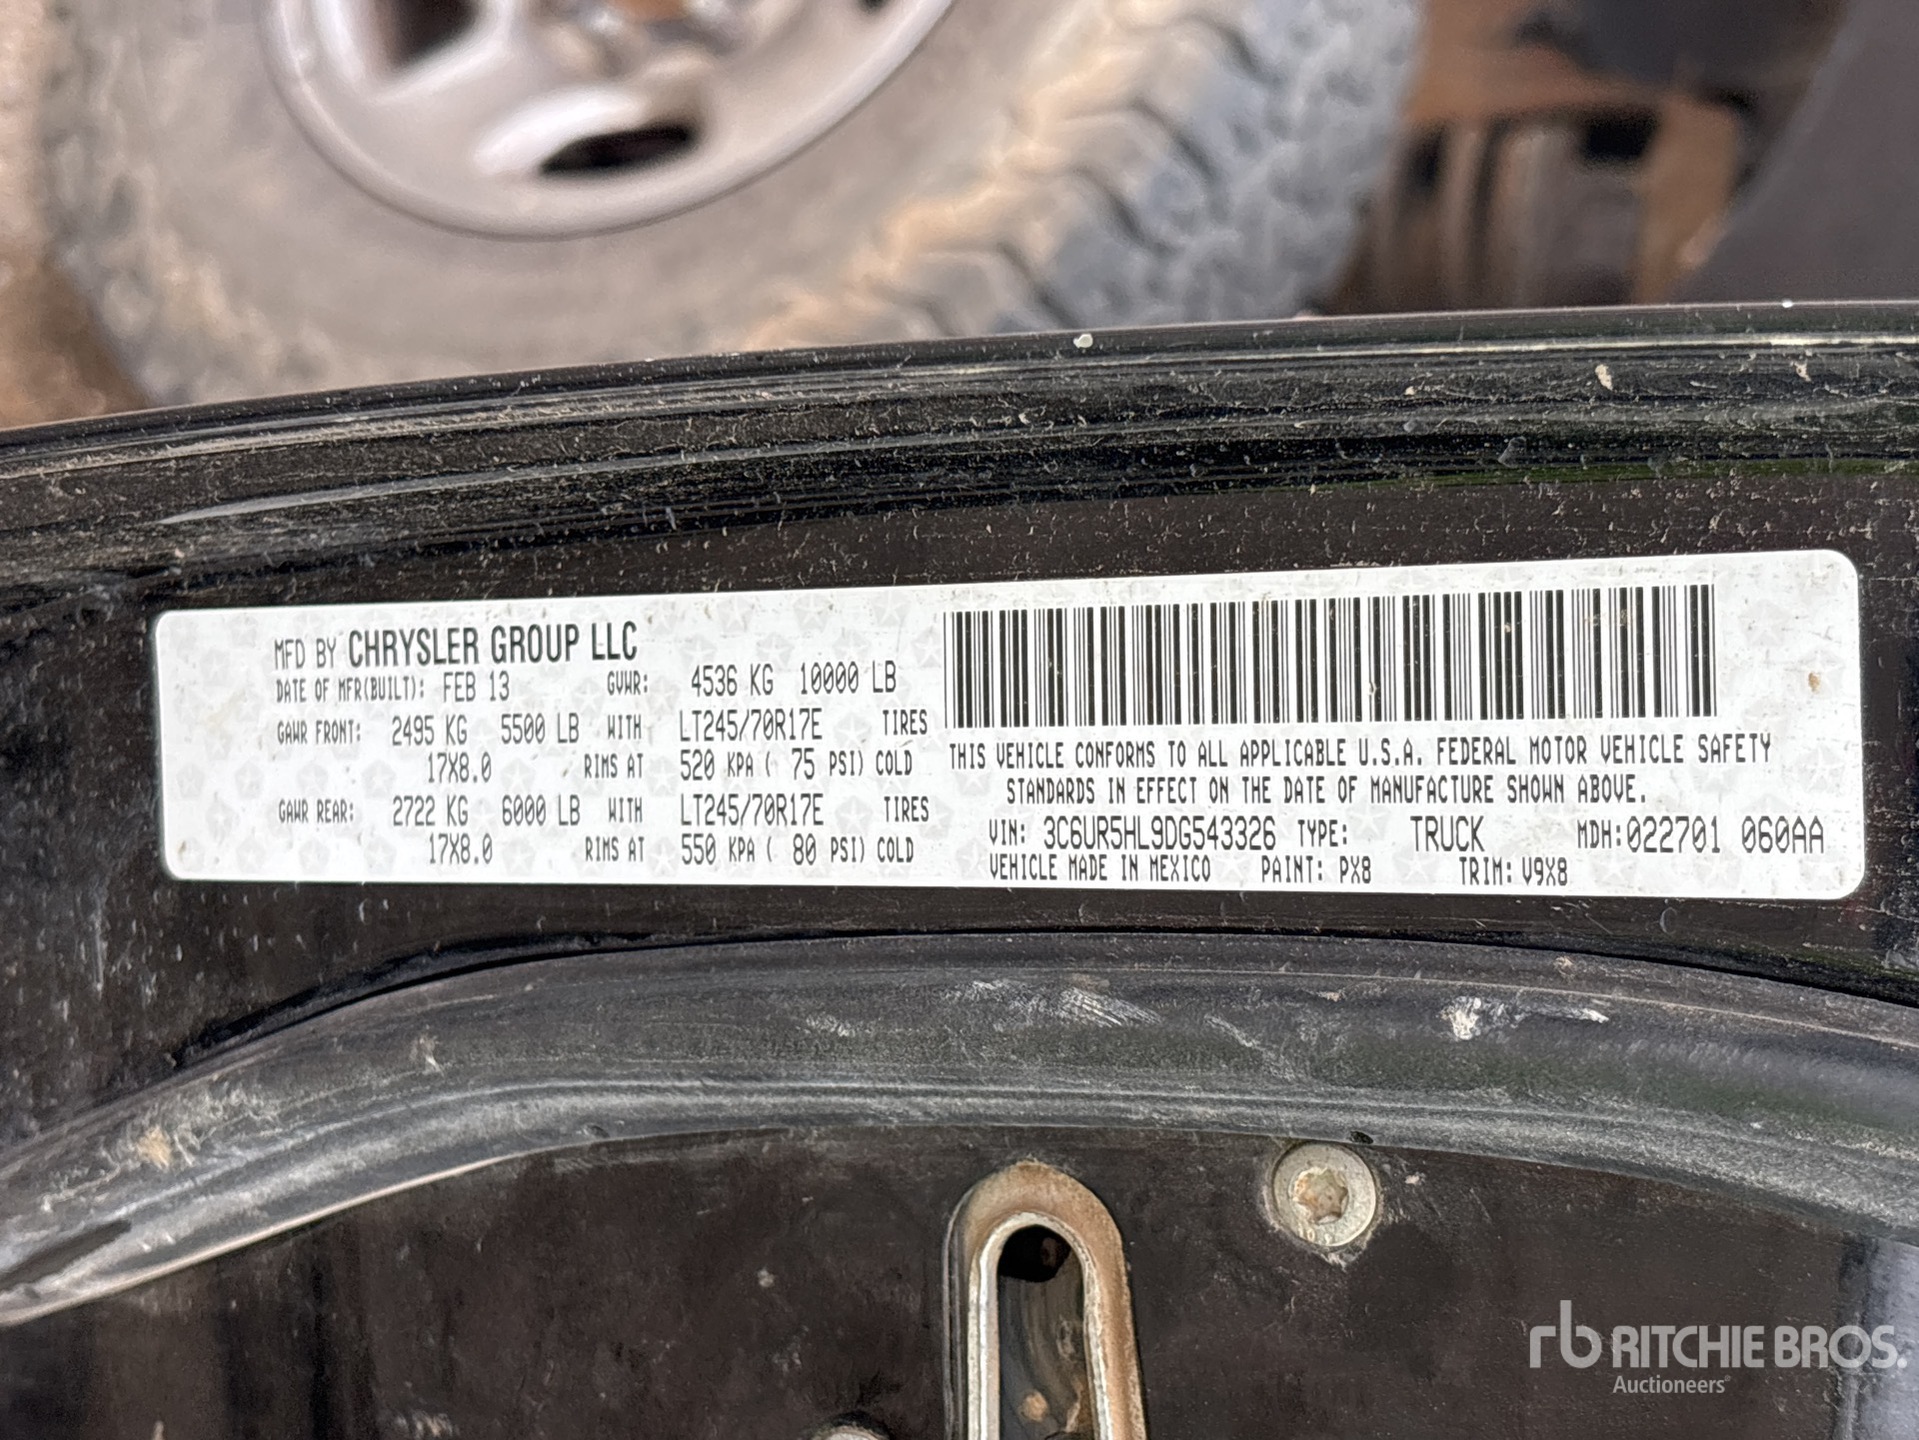 MFD BY CHRYSLER GROUP LLC
DATE OF MFR(BUILT): FEB 13 GVWR: 4536 KG 10000 LB
GAWR FRONT: 2495 KG 5500 LB WITH LT245/70R17E TIRES
17X8.0 RIMS AT 520 KPA ( 75 PSI) COLD
GAWR REAR: 2722 KG 6000 LB WITH LT245/70R17E TIRES
17X8.0 RIMS AT 550 KPA ( 80 PSI) COLD
THIS VEHICLE CONFORMS TO ALL APPLICABLE U.S.A. FEDERAL MOTOR VEHICLE SAFETY
STANDARDS IN EFFECT ON THE DATE OF MANUFACTURE SHOWN ABOVE.
VIN: 3C6UR5HL9DG543326 TYPE: TRUCK MDH:022701 060AA
VEHICLE MADE IN MEXICO PAINT: PX8 TRIM: V9X8
rb RITCHIE BROS.
Auctioneers